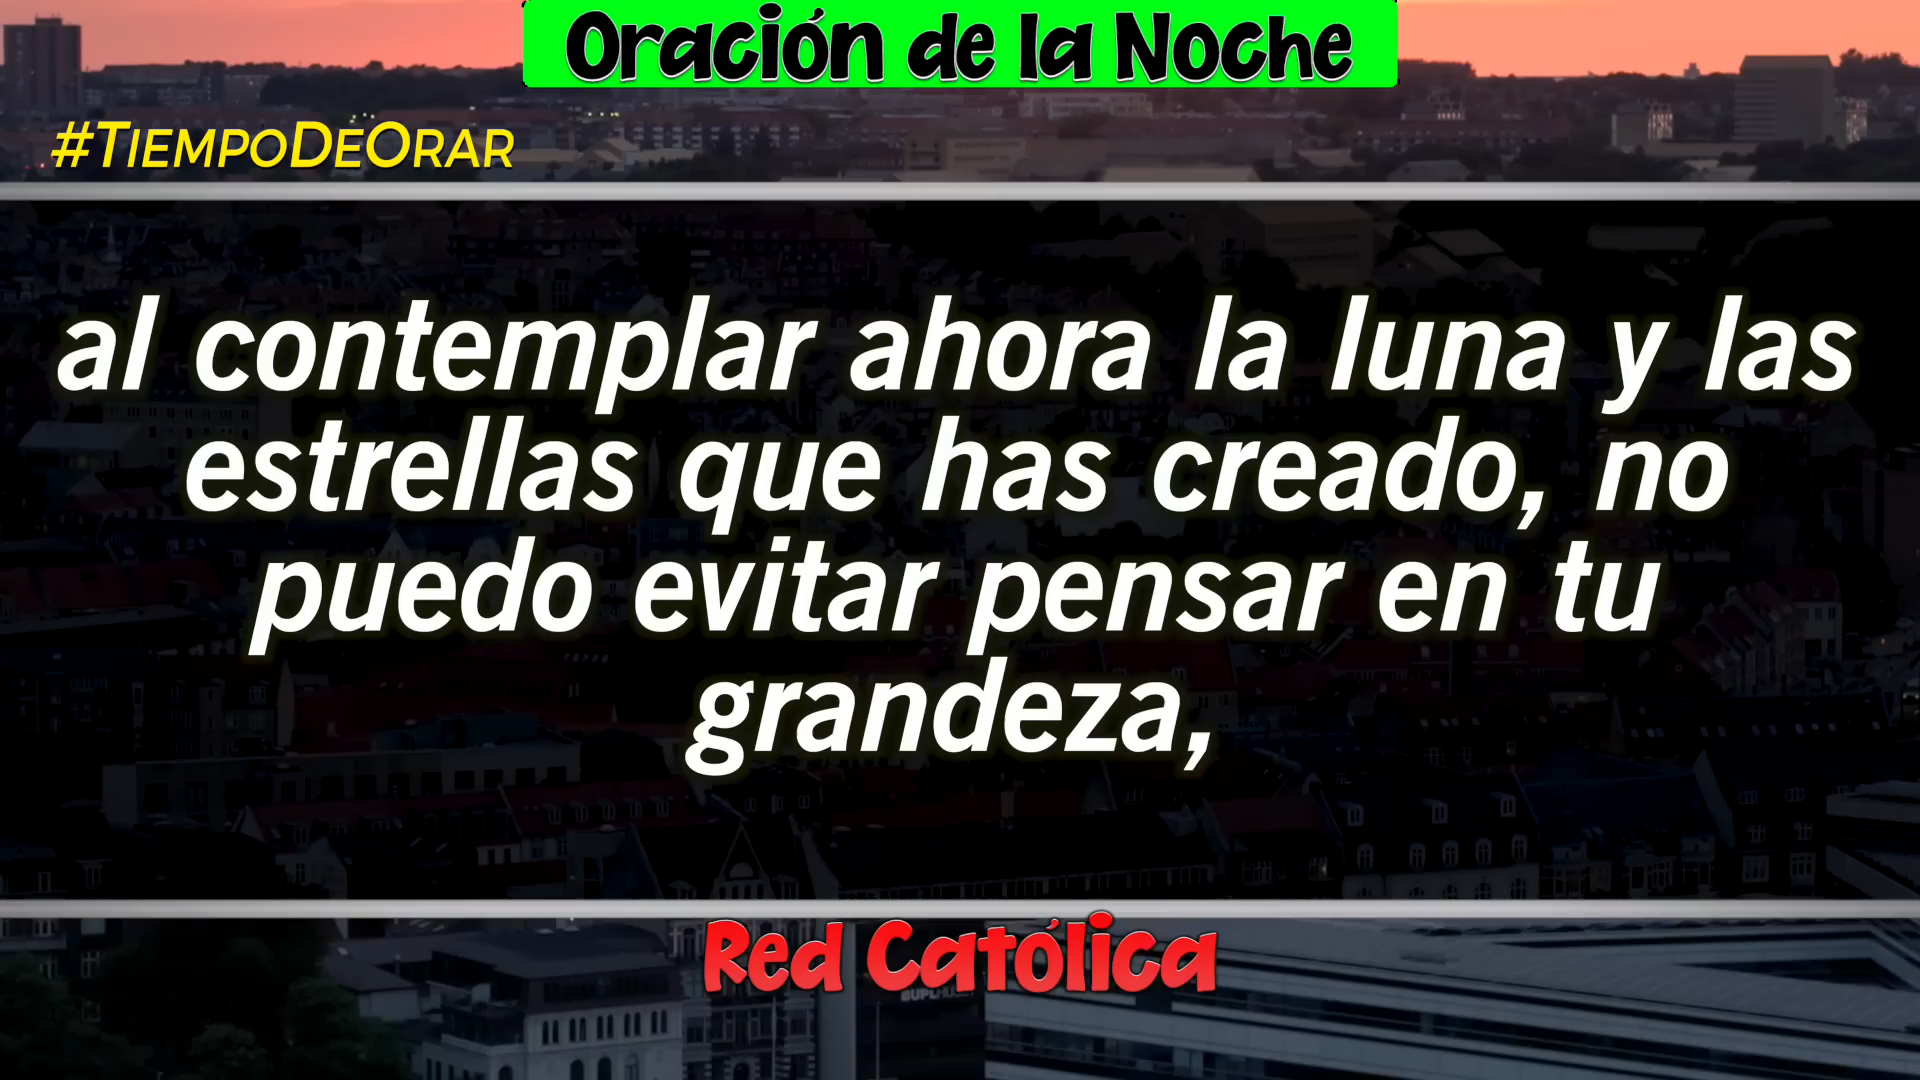 Oración de la Noche
#TiempoDeOrar
al contemplar ahora la luna y las
estrellas que has creado, no
puedo evitar pensar en tu
grandeza,
Red Católica